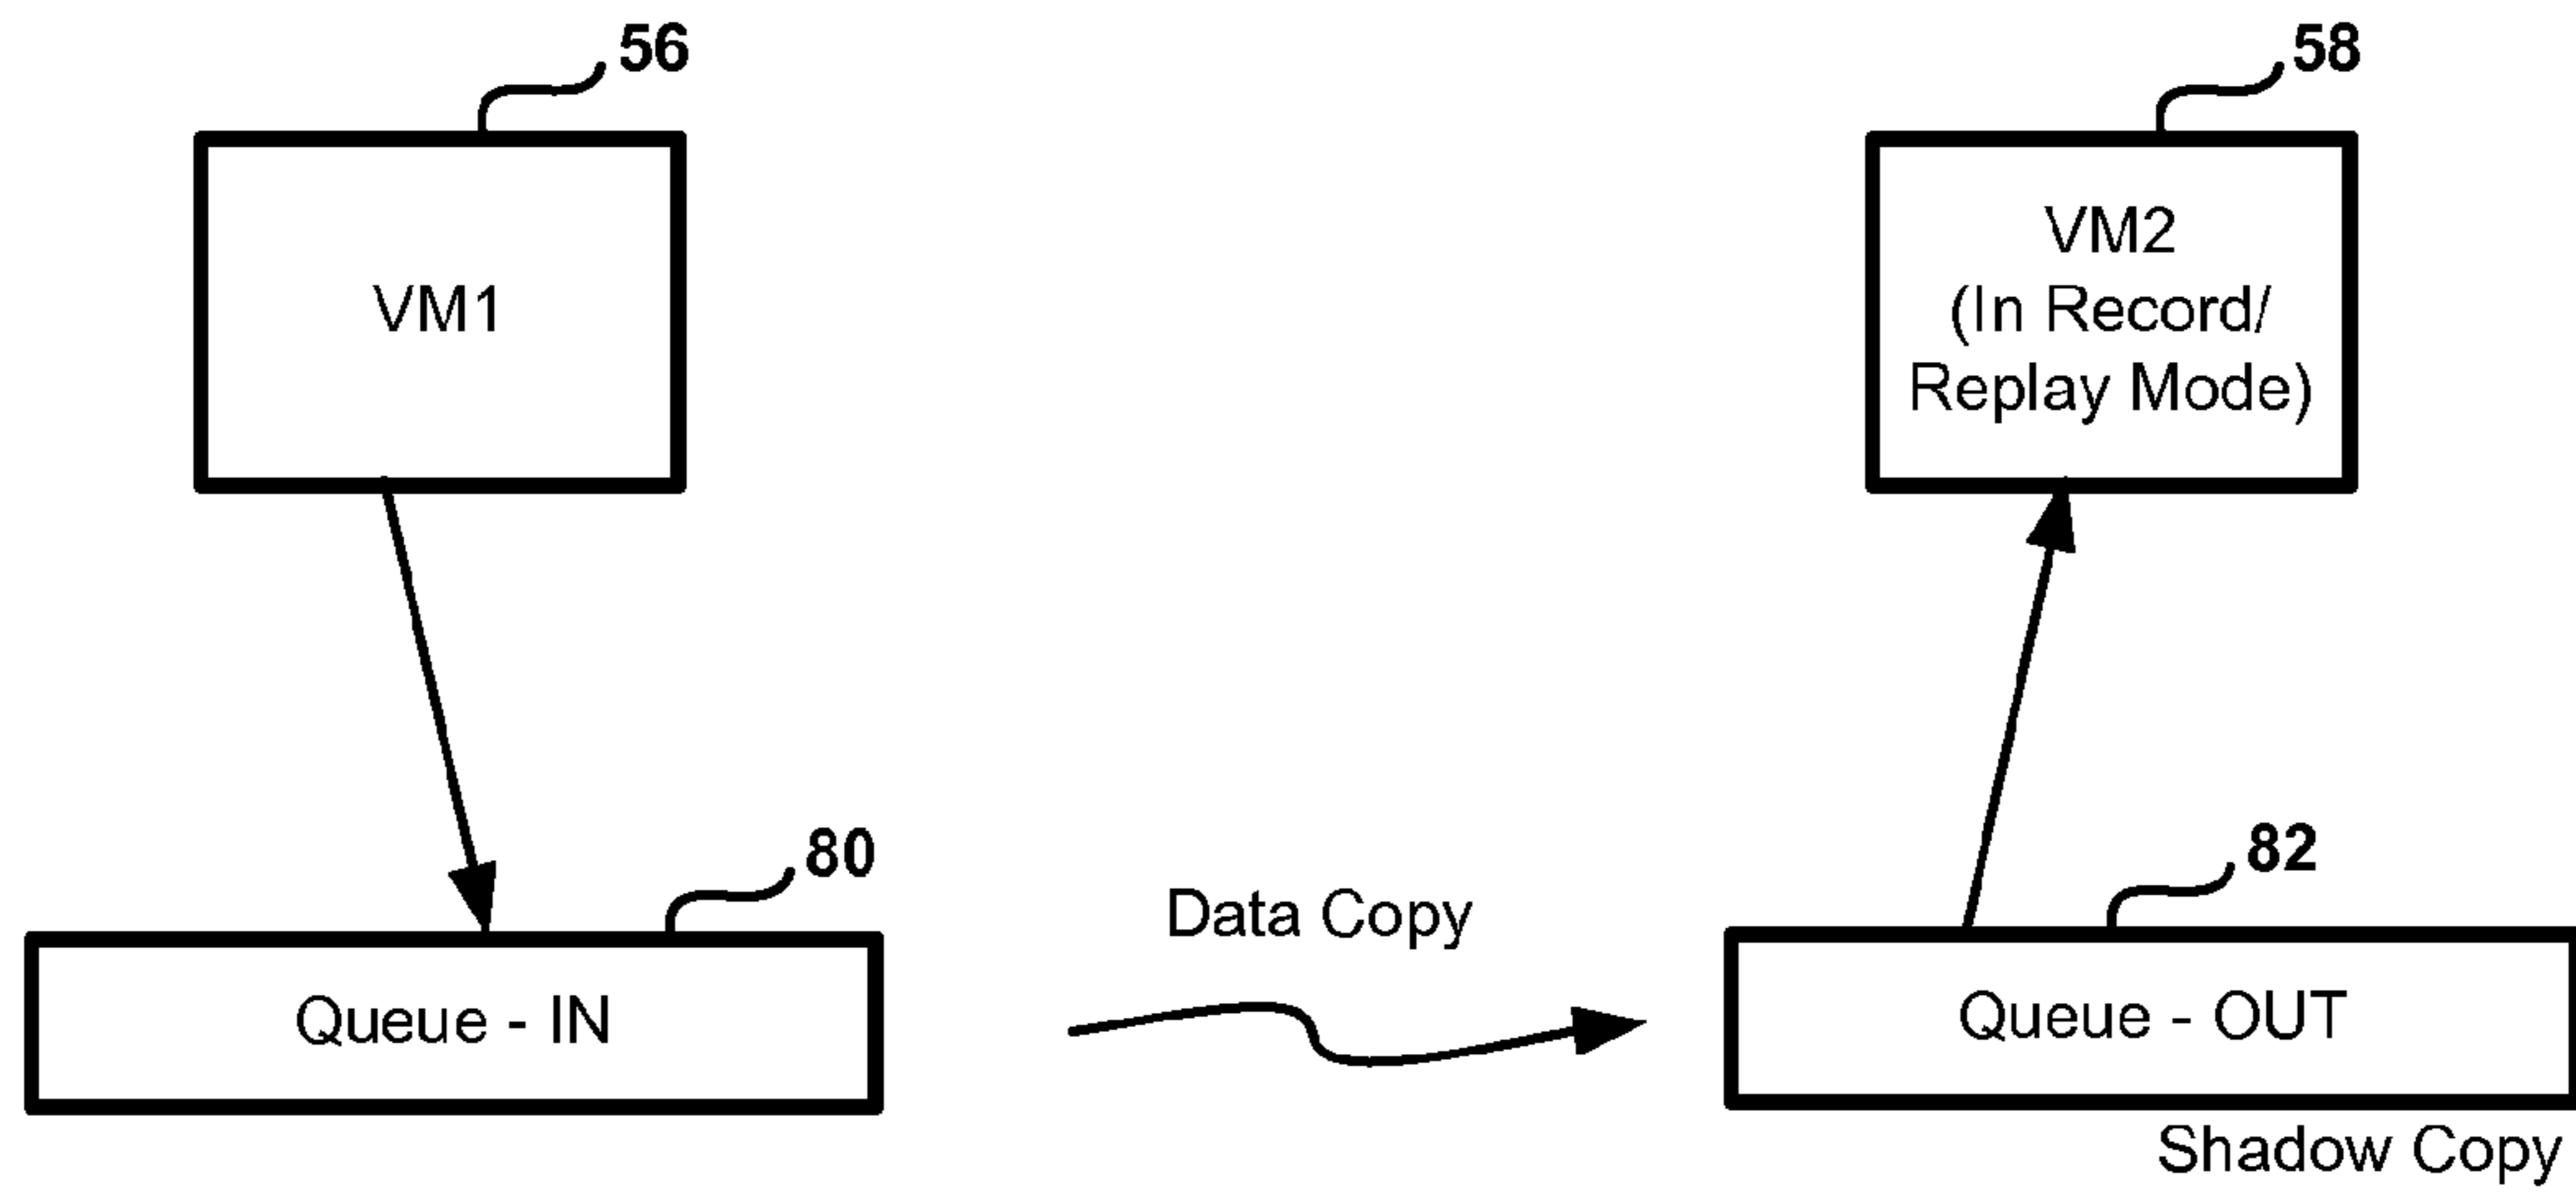 56
58
VM1
VM2
(In Record/
Replay Mode)
80
82
Data Copy
Queue - IN
Queue - OUT
Shadow Copy